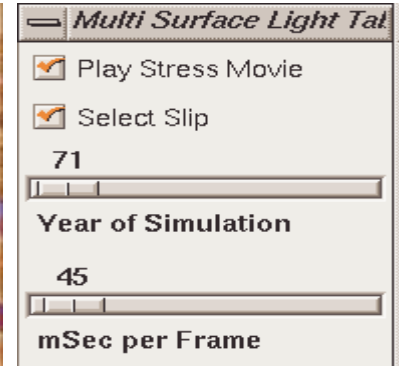 Multi Surface Light Tal
Play Stress Movie
Select Slip
71
Year of Simulation
45
mSec per Frame